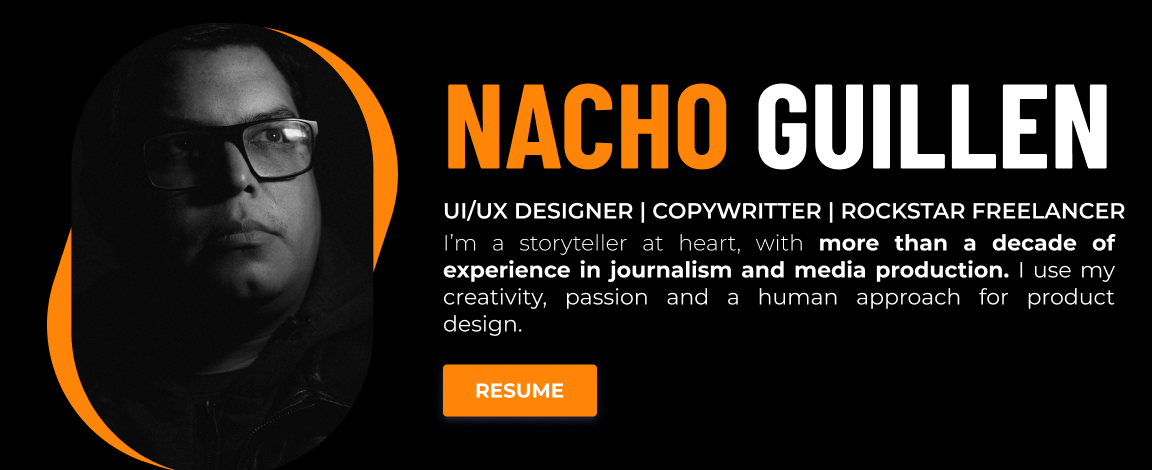 NACHO GUILLEN
UI/UX DESIGNER | COPYWRITTER | ROCKSTAR FREELANCER
I’m a storyteller at heart, with more than a decade of
experience in journalism and media production. I use my
creativity, passion and a human approach for product
design.
RESUME